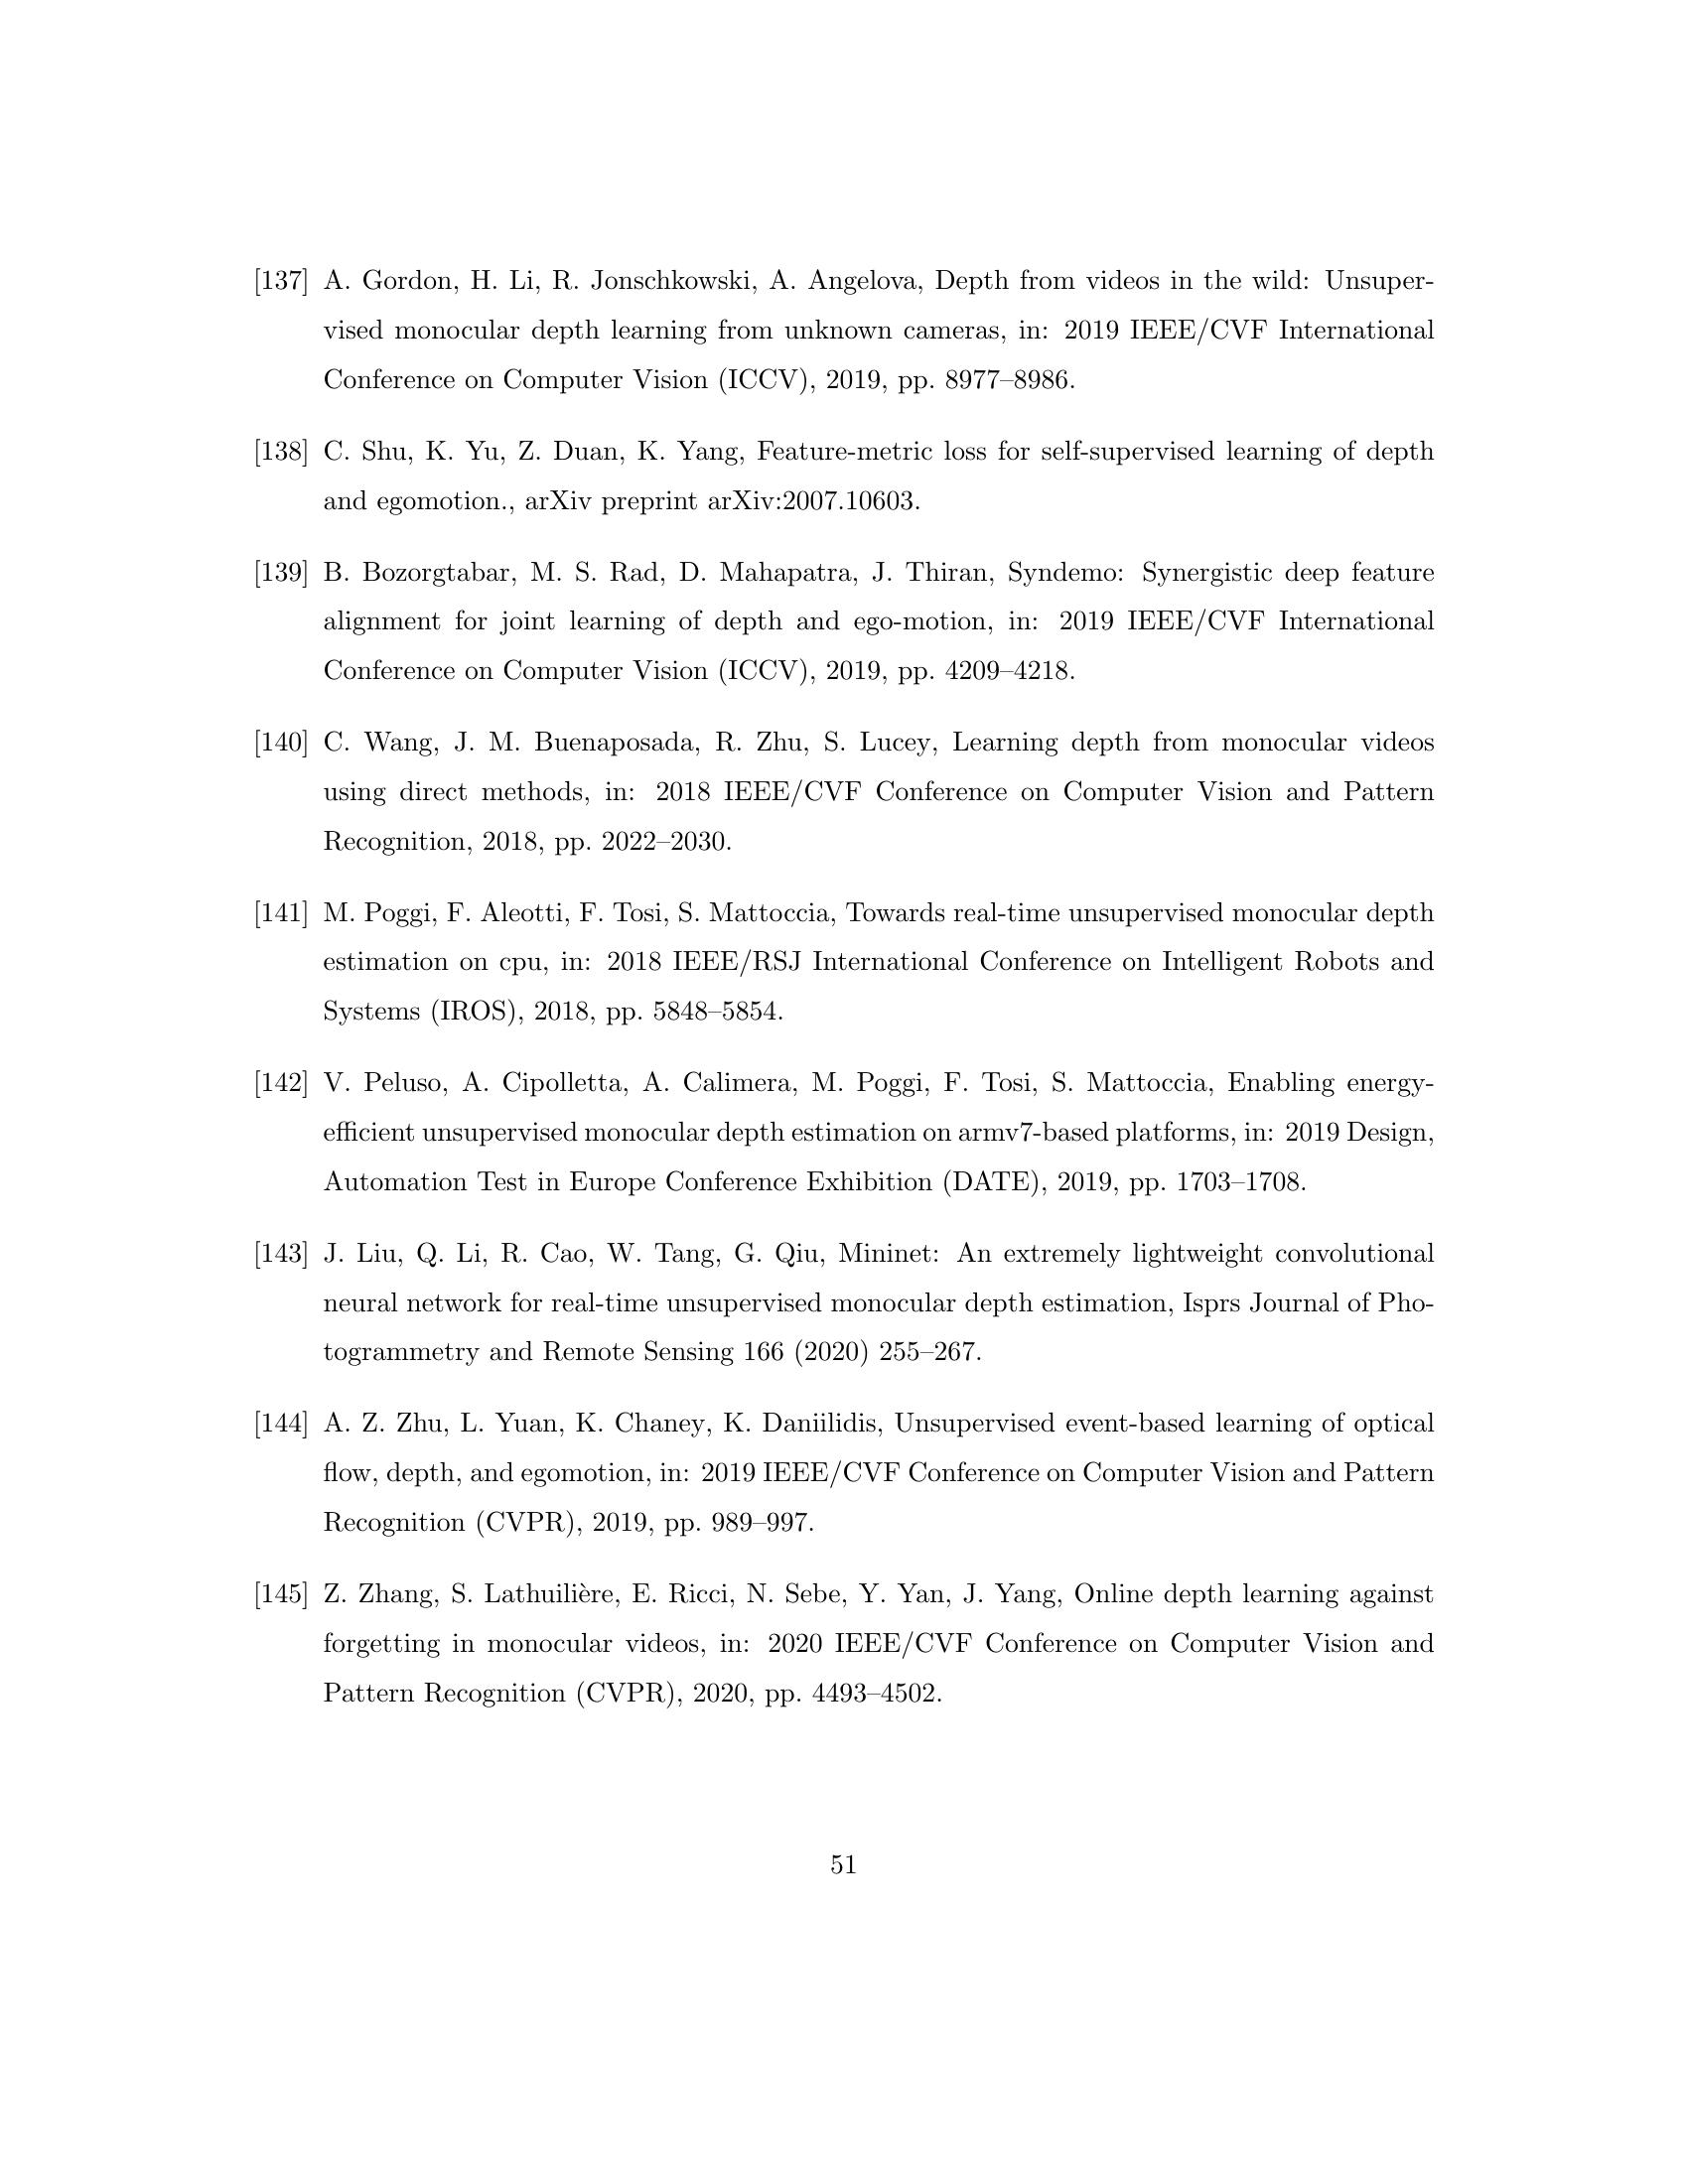 [137] A. Gordon, H. Li, R. Jonschkowski, A. Angelova, Depth from videos in the wild: Unsuper-
vised monocular depth learning from unknown cameras, in: 2019 IEEE/CVF International
Conference on Computer Vision (ICCV), 2019, pp. 8977–8986.
[138] C. Shu, K. Yu, Z. Duan, K. Yang, Feature-metric loss for self-supervised learning of depth
and egomotion., arXiv preprint arXiv:2007.10603.
[139] B. Bozorgtabar, M. S. Rad, D. Mahapatra, J. Thiran, Syndemo: Synergistic deep feature
alignment for joint learning of depth and ego-motion, in: 2019 IEEE/CVF International
Conference on Computer Vision (ICCV), 2019, pp. 4209–4218.
[140] C. Wang, J. M. Buenaposada, R. Zhu, S. Lucey, Learning depth from monocular videos
using direct methods, in: 2018 IEEE/CVF Conference on Computer Vision and Pattern
Recognition, 2018, pp. 2022–2030.
[141] M. Poggi, F. Aleotti, F. Tosi, S. Mattoccia, Towards real-time unsupervised monocular depth
estimation on cpu, in: 2018 IEEE/RSJ International Conference on Intelligent Robots and
Systems (IROS), 2018, pp. 5848–5854.
[142] V. Peluso, A. Cipolletta, A. Calimera, M. Poggi, F. Tosi, S. Mattoccia, Enabling energy-
efficient unsupervised monocular depth estimation on armv7-based platforms, in: 2019 Design,
Automation Test in Europe Conference Exhibition (DATE), 2019, pp. 1703–1708.
[143] J. Liu, Q. Li, R. Cao, W. Tang, G. Qiu, Mininet: An extremely lightweight convolutional
neural network for real-time unsupervised monocular depth estimation, Isprs Journal of Pho-
togrammetry and Remote Sensing 166 (2020) 255–267.
[144] A. Z. Zhu, L. Yuan, K. Chaney, K. Daniilidis, Unsupervised event-based learning of optical
flow, depth, and egomotion, in: 2019 IEEE/CVF Conference on Computer Vision and Pattern
Recognition (CVPR), 2019, pp. 989–997.
[145] Z. Zhang, S. Lathuilière, E. Ricci, N. Sebe, Y. Yan, J. Yang, Online depth learning against
forgetting in monocular videos, in: 2020 IEEE/CVF Conference on Computer Vision and
Pattern Recognition (CVPR), 2020, pp. 4493–4502.
51